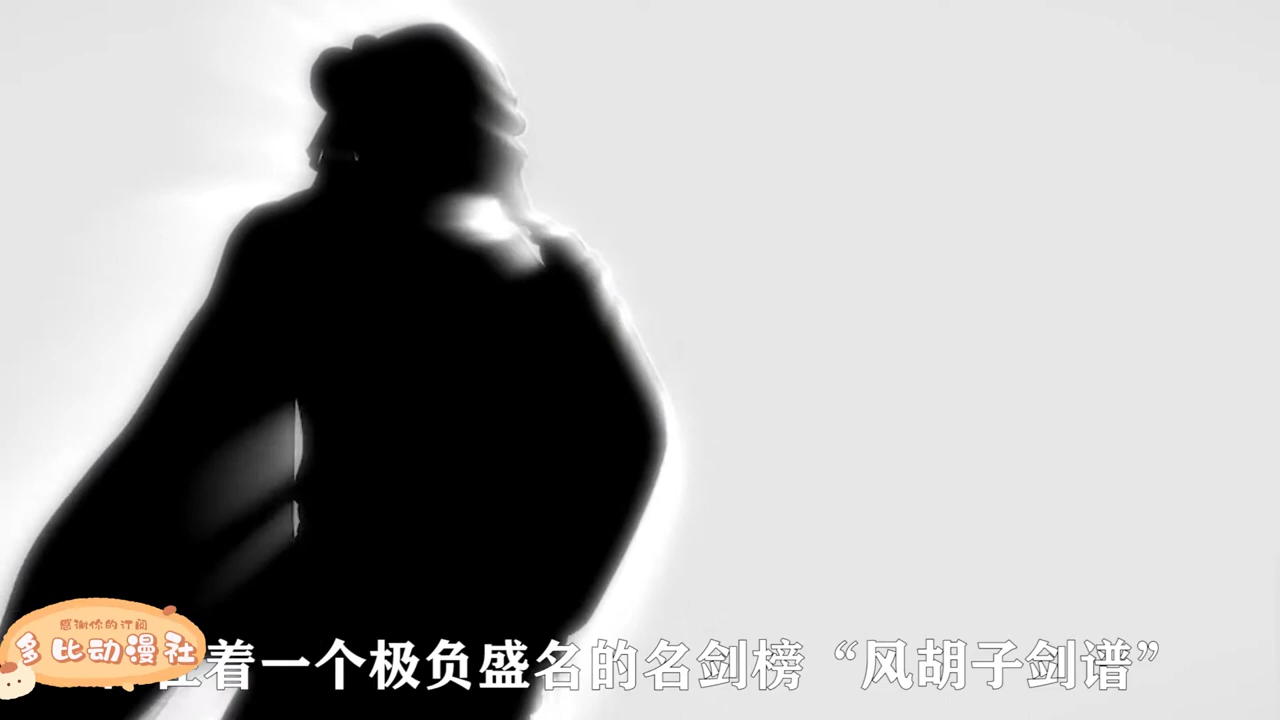 感谢你的订阅
多比动漫社
着一个极负盛名的名剑榜“风胡子剑谱”